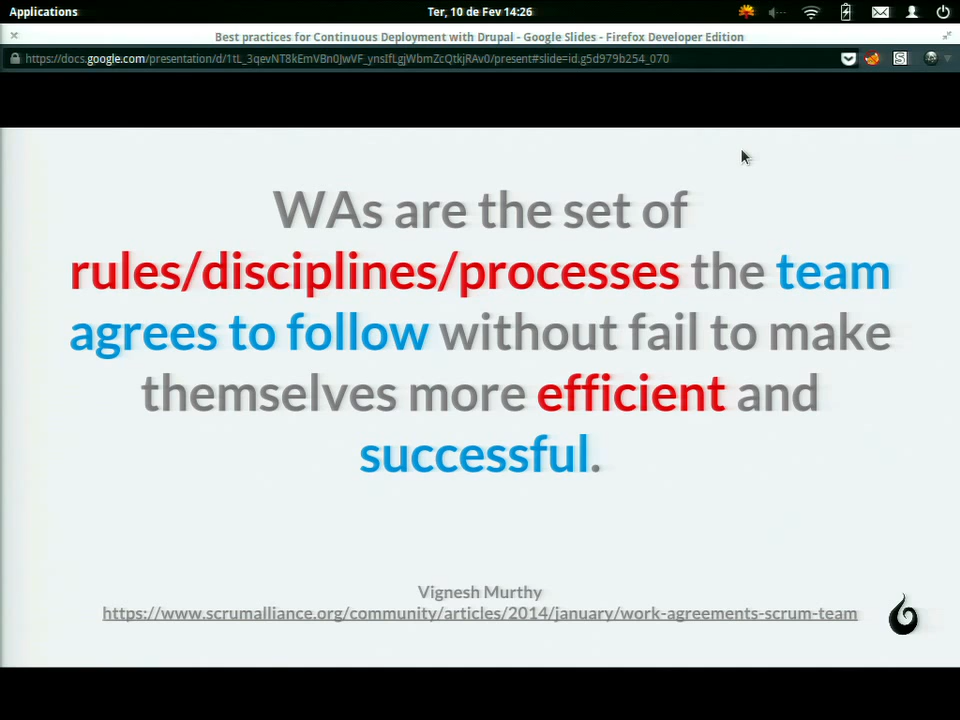 Applications
Ter, 10 de Fev 14:26
Best practices for Continuous Deployment with Drupal - Google Slides - Firefox Developer Edition
https://docs.google.com/presentation/d/1tL_3qevNT8kEmVBn0JwVF_ynsIfLgjWbmZcQtkjRAv0/present#slide=id.g5d979b254_070
S
WAs are the set of
rules/disciplines/processes the team
agrees to follow without fail to make
themselves more efficient and
successful.
Vignesh Murthy
https://www.scrumalliance.org/community/articles/2014/january/work-agreements-scrum-team